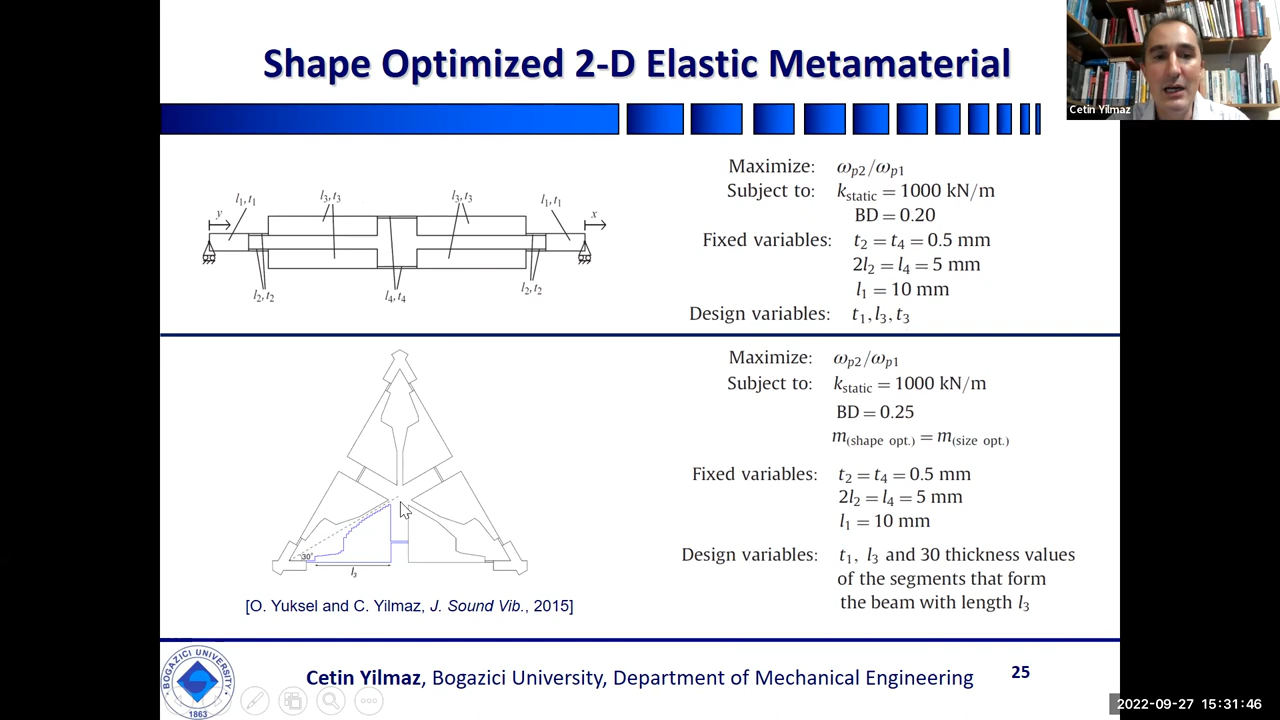 Shape Optimized 2-D Elastic Metamaterial
Cetin Yilmaz
l₁,t₁
l₃,t₃
l₃,t₃
l₁,t₁
y
x
l₂,t₂
l₄,t₄
l₂,t₂
Maximize: ωp2/ωp1
Subject to: kstatic = 1000 kN/m
BD = 0.20
Fixed variables: t₂ = t₄ = 0.5 mm
2l₂ = l₄ = 5 mm
l₁ = 10 mm
Design variables: t₁, l₃, t₃
30°
l₃
[O. Yuksel and C. Yilmaz, J. Sound Vib., 2015]
Maximize: ωp2/ωp1
Subject to: kstatic = 1000 kN/m
BD = 0.25
m(shape opt.) = m(size opt.)
Fixed variables: t₂ = t₄ = 0.5 mm
2l₂ = l₄ = 5 mm
l₁ = 10 mm
Design variables: t₁, l₃ and 30 thickness values
of the segments that form
the beam with length l₃
BOGAZICI UNIVERSITY
1863
Cetin Yilmaz, Bogazici University, Department of Mechanical Engineering
25
2022-09-27 15:31:46